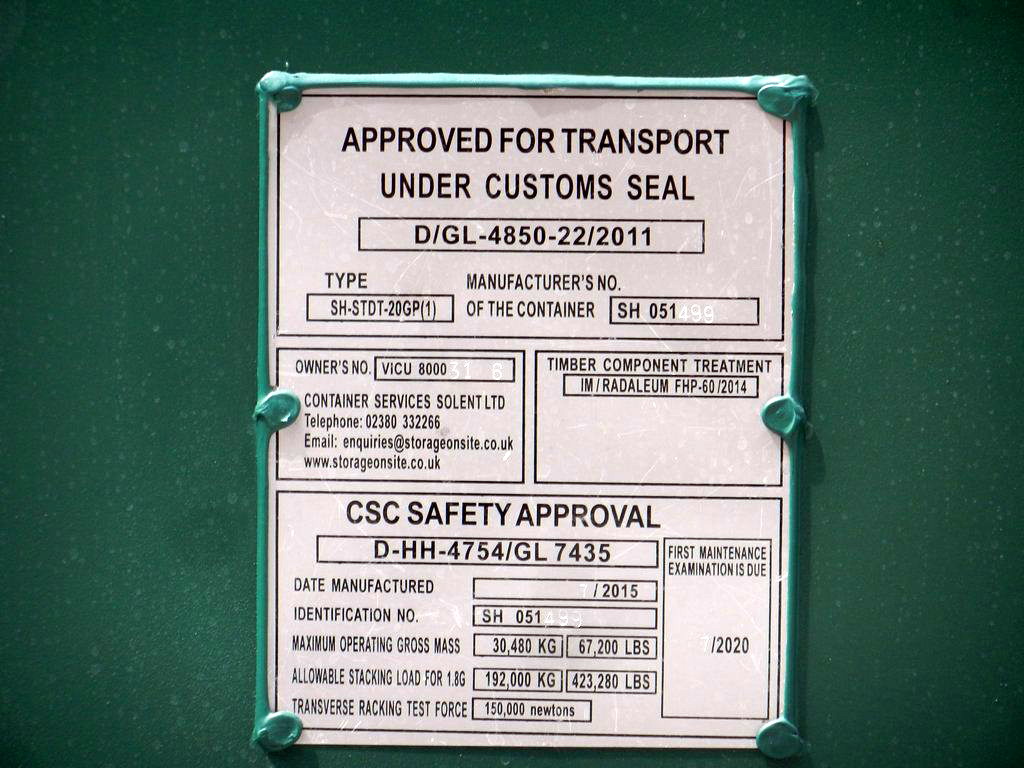 APPROVED FOR TRANSPORT
UNDER CUSTOMS SEAL
D/GL-4850-22/2011
TYPE
SH-STDT-20GP(1)
MANUFACTURER'S NO.
OF THE CONTAINER SH 051499
OWNER'S NO. VICU 800031 6
CONTAINER SERVICES SOLENT LTD
Telephone: 02380 332266
Email: enquiries@storageonsite.co.uk
www.storageonsite.co.uk
TIMBER COMPONENT TREATMENT
IM / RADALEUM FHP-60 /2014
CSC SAFETY APPROVAL
D-HH-4754/GL 7435
DATE MANUFACTURED 7 / 2015
IDENTIFICATION NO. SH 051499
MAXIMUM OPERATING GROSS MASS 30,480 KG 67,200 LBS
ALLOWABLE STACKING LOAD FOR 1.8G 192,000 KG 423,280 LBS
TRANSVERSE RACKING TEST FORCE 150,000 newtons
FIRST MAINTENANCE
EXAMINATION IS DUE
7/2020